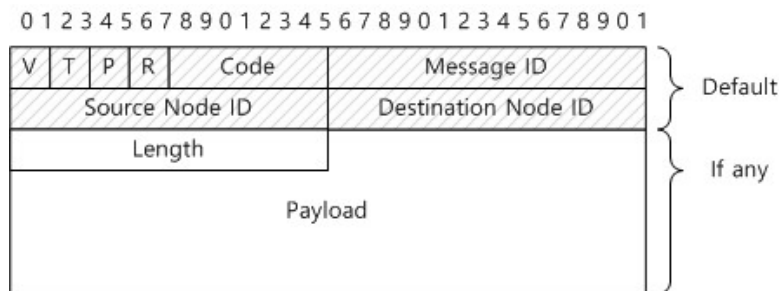 0 1 2 3 4 5 6 7 8 9 0 1 2 3 4 5 6 7 8 9 0 1 2 3 4 5 6 7 8 9 0 1
V T P R Code Message ID
Default
Source Node ID Destination Node ID
Length
If any
Payload